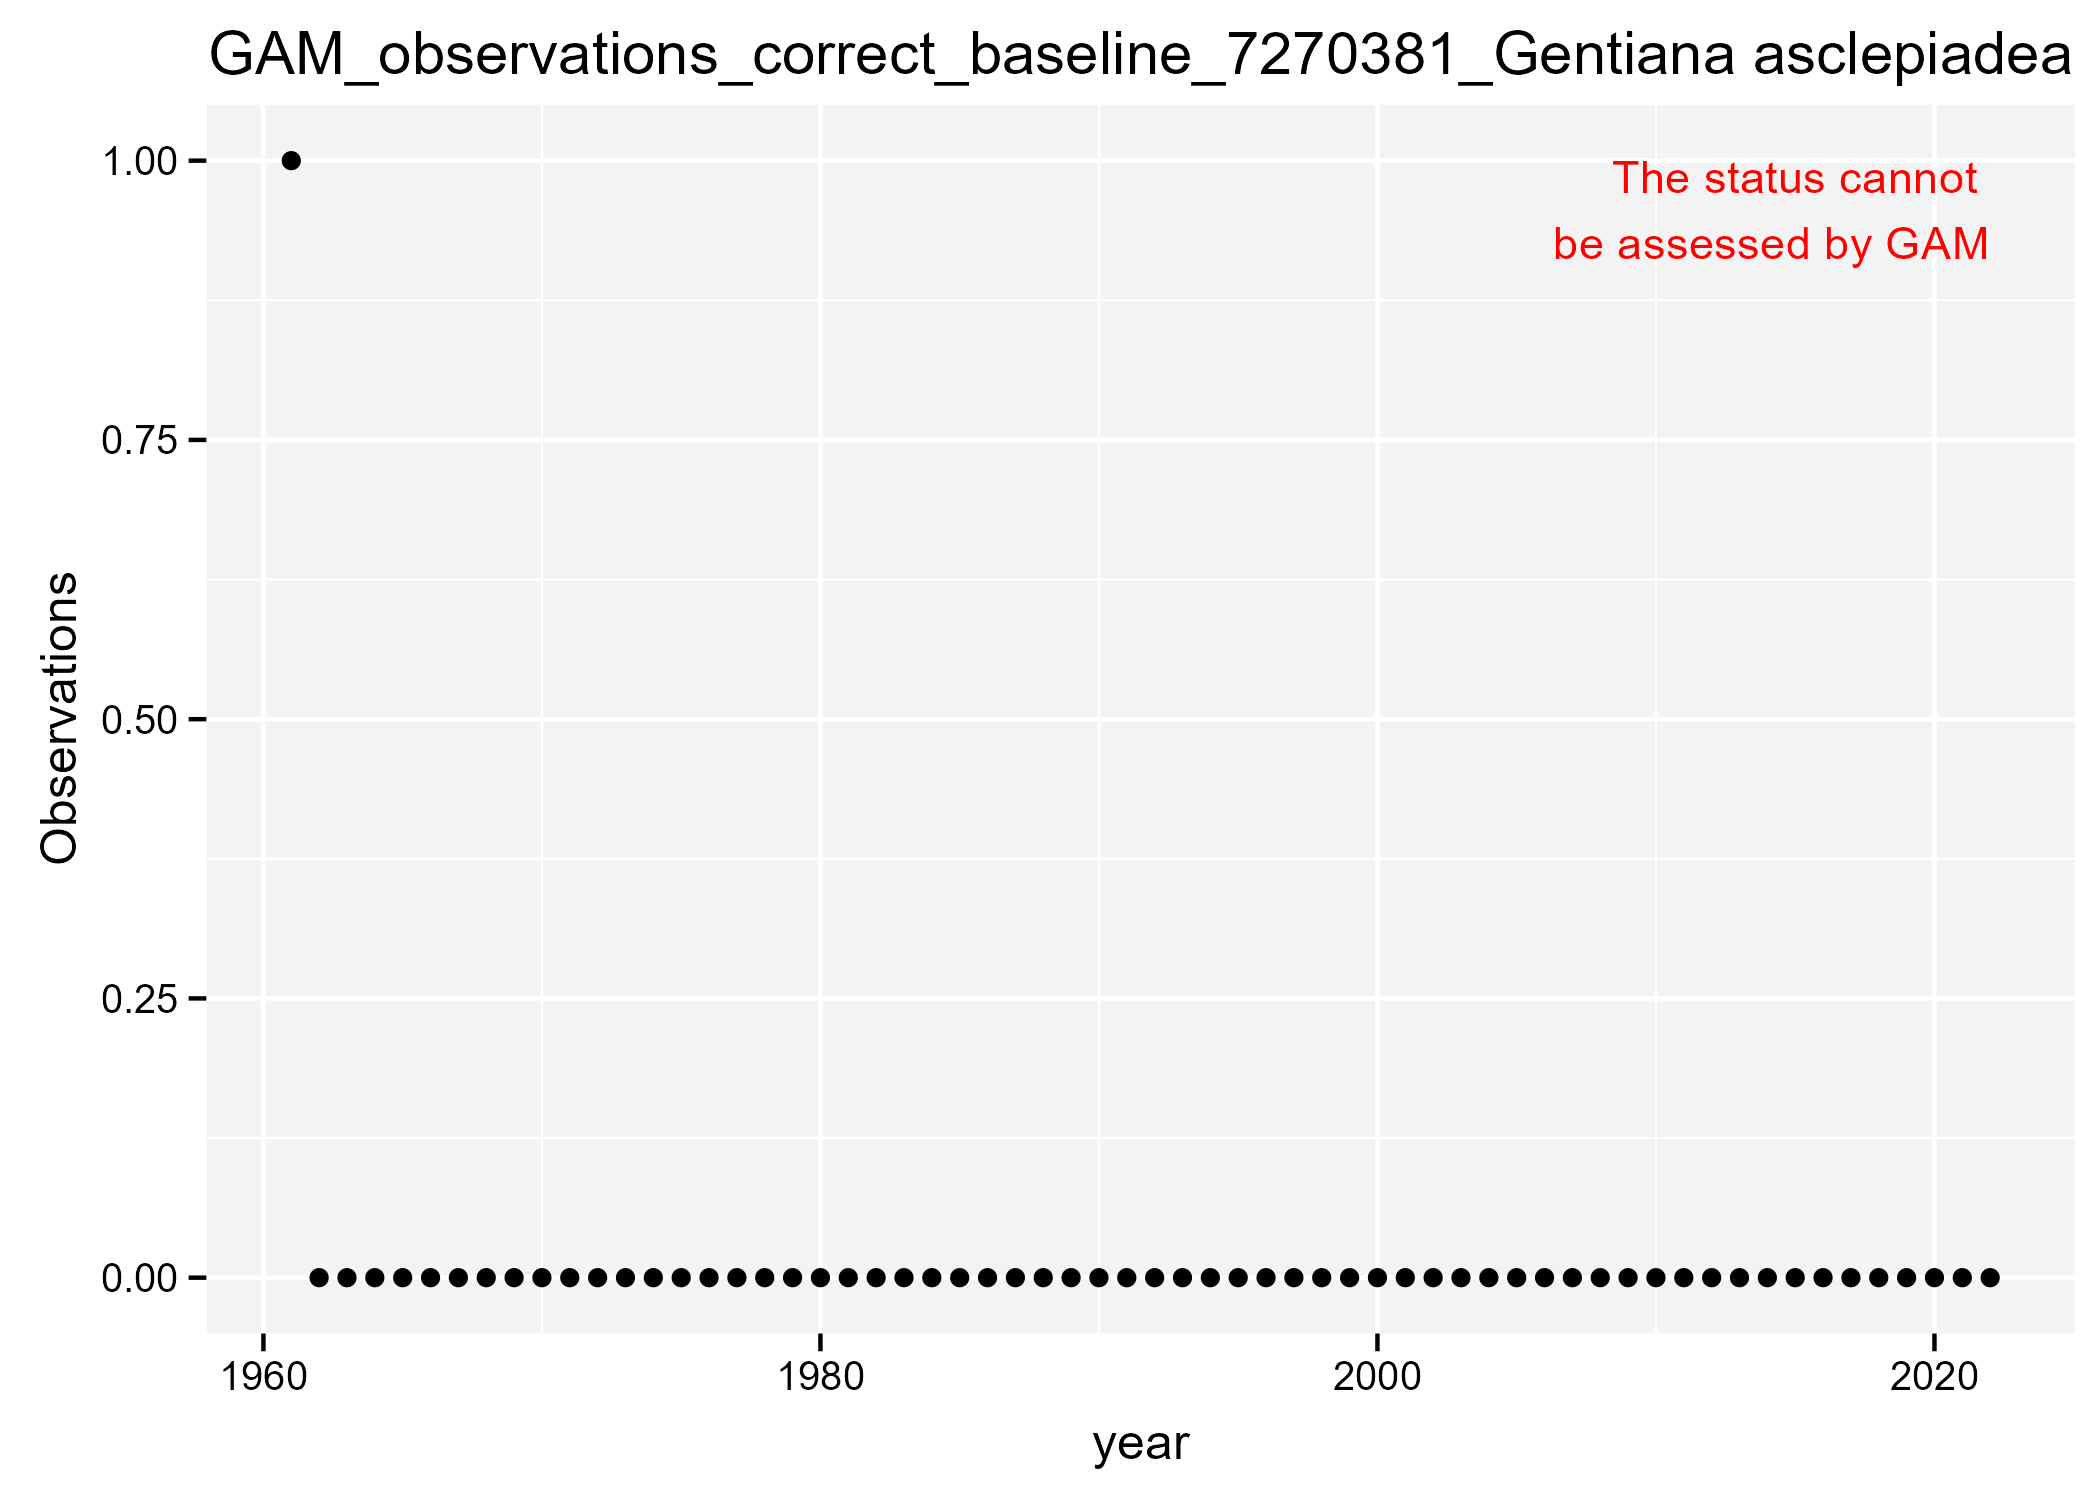 GAM_observations_correct_baseline_7270381_Gentiana asclepiadea
The status cannot
be assessed by GAM
1.00
0.75
0.50
0.25
0.00
Observations
1960
1980
2000
2020
year